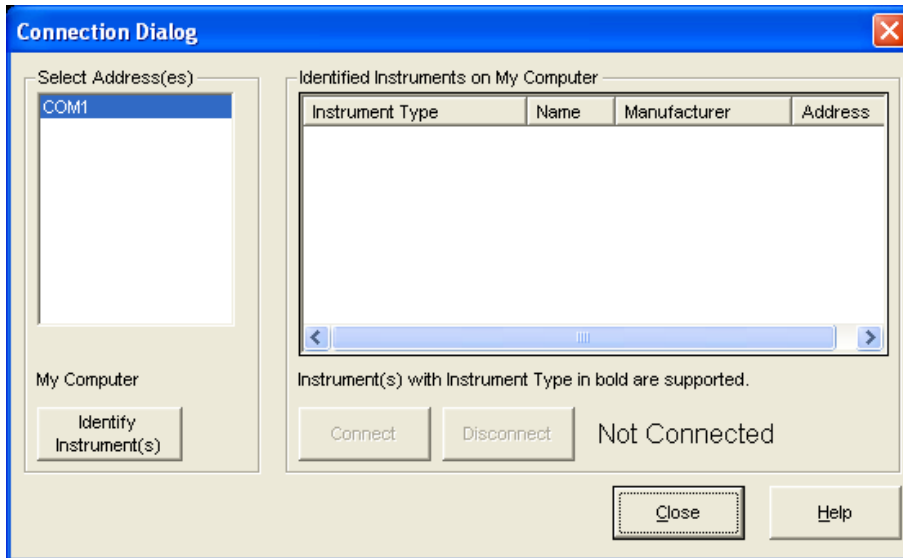 Connection Dialog
Select Address(es)
COM1
My Computer
Identify
Instrument(s)
Identified Instruments on My Computer
Instrument Type Name Manufacturer Address
Instrument(s) with Instrument Type in bold are supported.
Connect Disconnect Not Connected
Close Help